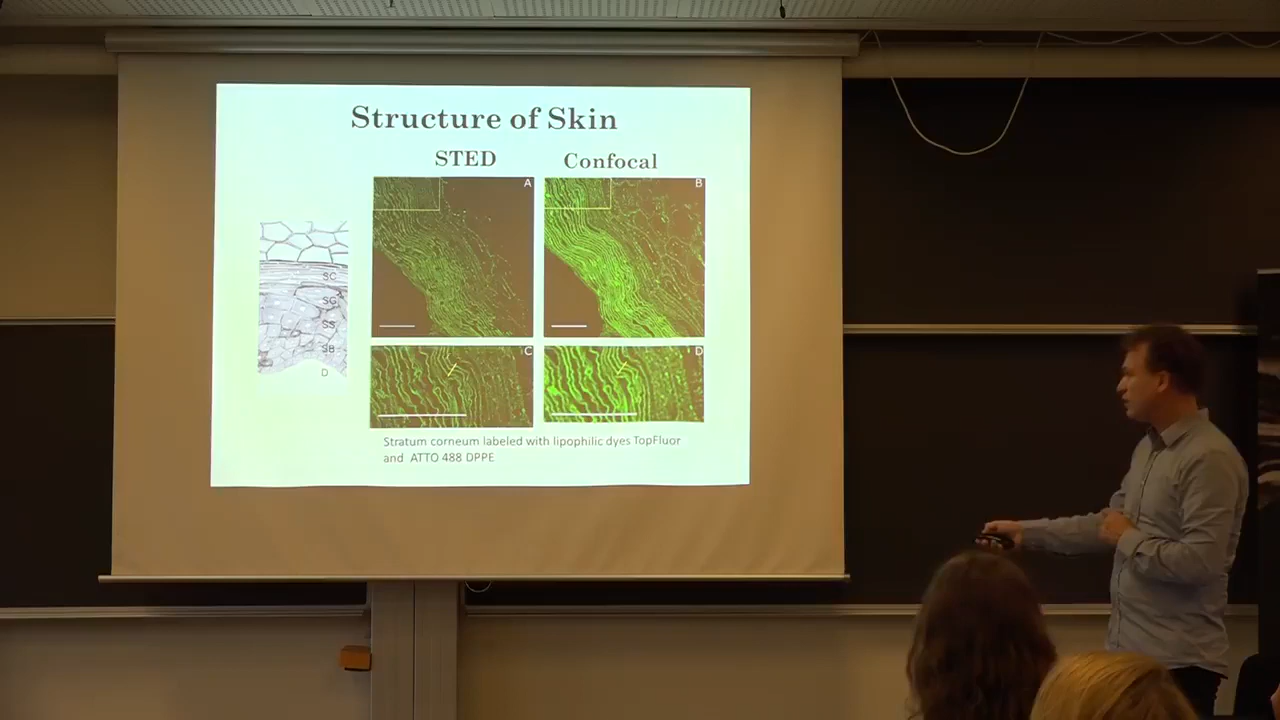 Structure of Skin
STED Confocal
A B
SC
SG
SS
SB
D
C D
Stratum corneum labeled with lipophilic dyes TopFluor
and ATTO 488 DPPE